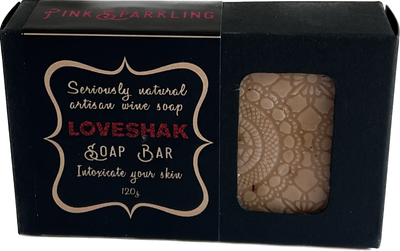 PINK SPARKLING
Seriously natural
artisan wine soap
LOVESHAK
SOAP BAR
Intoxicate your skin
120g